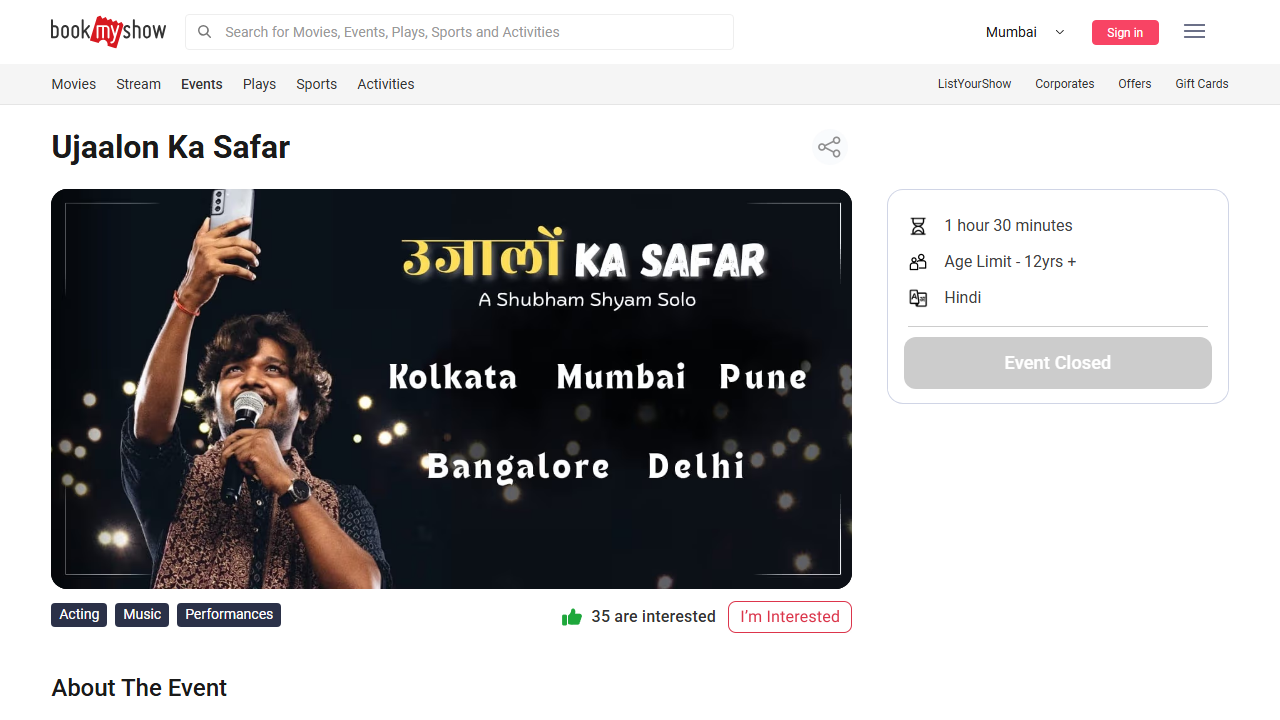 book my show
Search for Movies, Events, Plays, Sports and Activities
Mumbai
Sign in
Movies Stream Events Plays Sports Activities
ListYourShow Corporates Offers Gift Cards
Ujaalon Ka Safar
उजालों KA SAFAR
A Shubham Shyam Solo
Kolkata Mumbai Pune
Bangalore Delhi
1 hour 30 minutes
Age Limit - 12yrs +
Hindi
Event Closed
Acting Music Performances
35 are interested
I’m Interested
About The Event